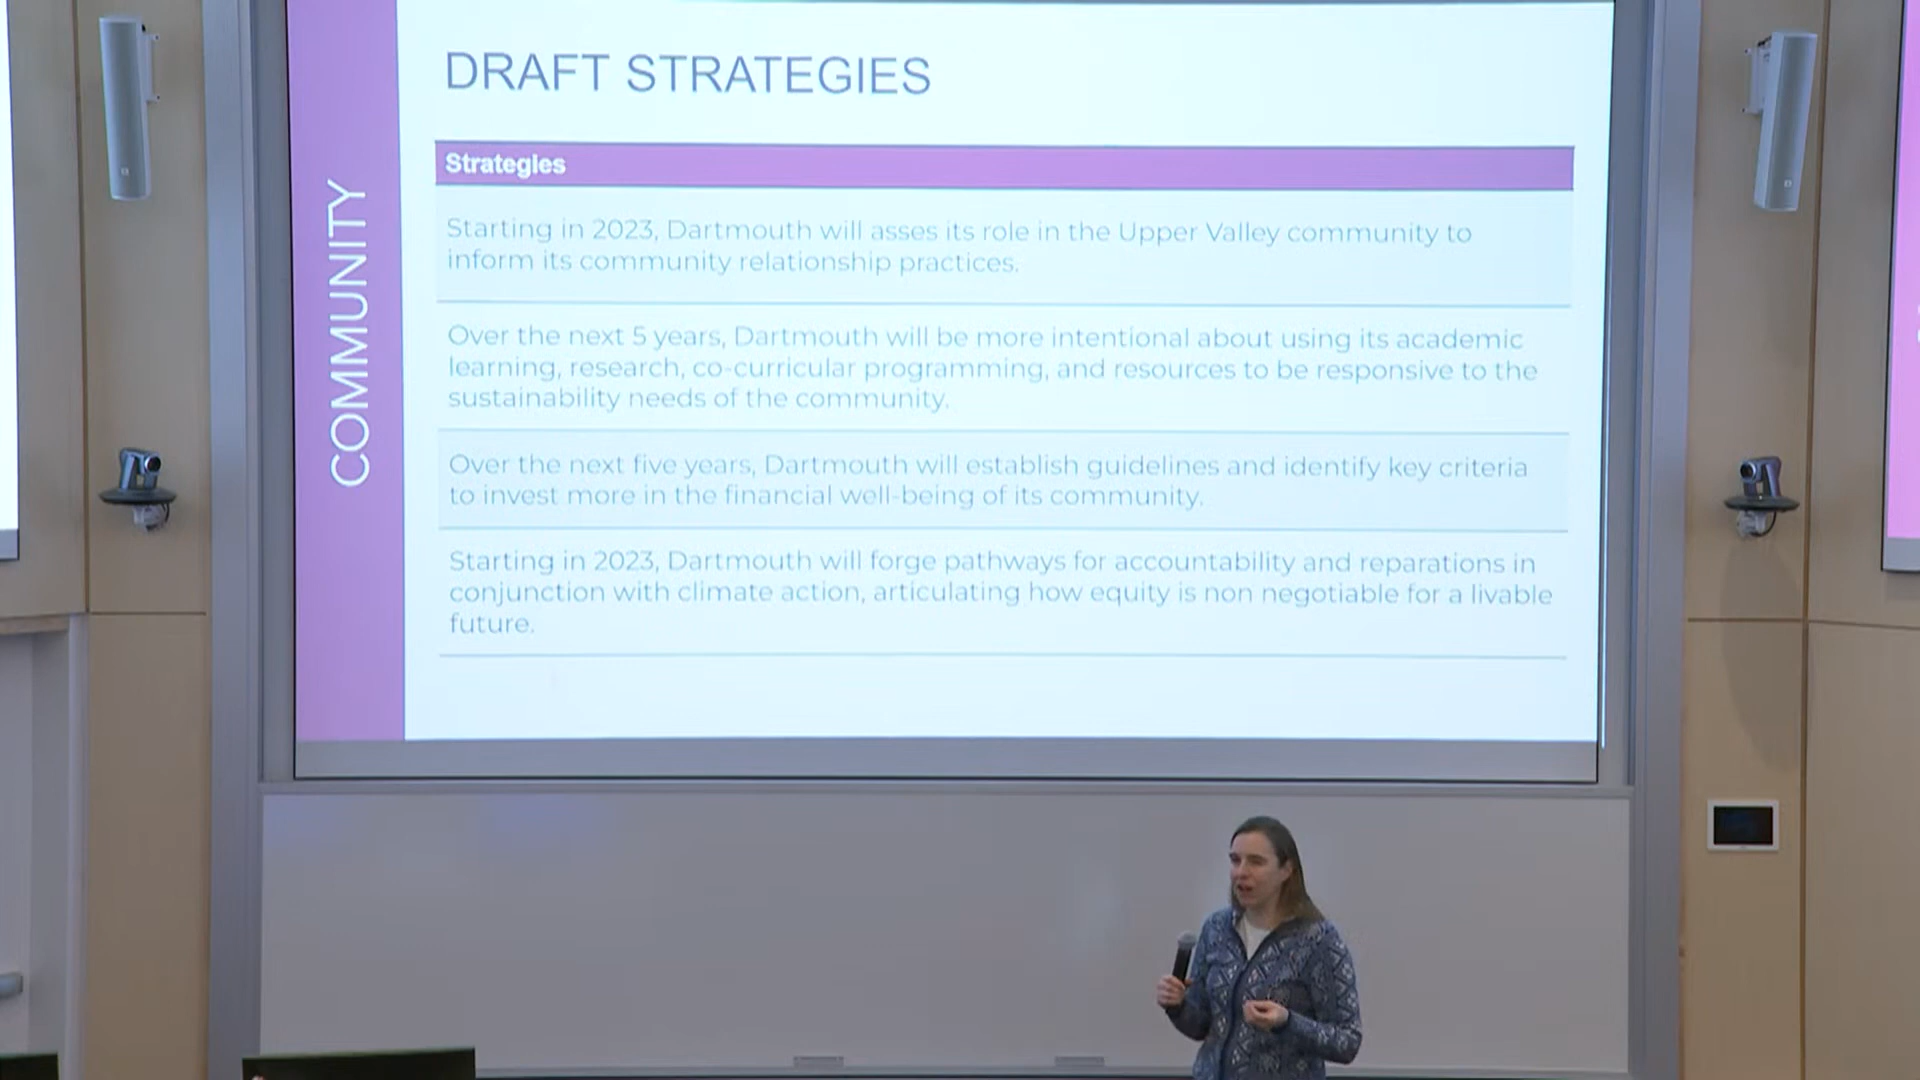 DRAFT STRATEGIES
COMMUNITY
Strategies
Starting in 2023, Dartmouth will asses its role in the Upper Valley community to
inform its community relationship practices.
Over the next 5 years, Dartmouth will be more intentional about using its academic
learning, research, co-curricular programming, and resources to be responsive to the
sustainability needs of the community.
Over the next five years, Dartmouth will establish guidelines and identify key criteria
to invest more in the financial well-being of its community.
Starting in 2023, Dartmouth will forge pathways for accountability and reparations in
conjunction with climate action, articulating how equity is non negotiable for a livable
future.